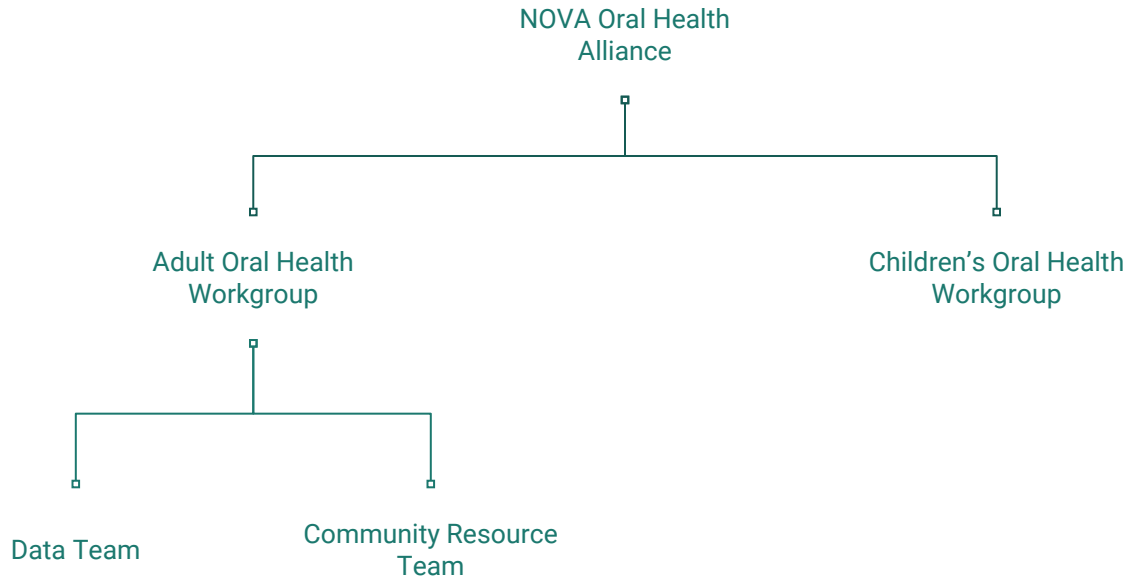 NOVA Oral Health
Alliance
Adult Oral Health
Workgroup
Children’s Oral Health
Workgroup
Data Team
Community Resource
Team